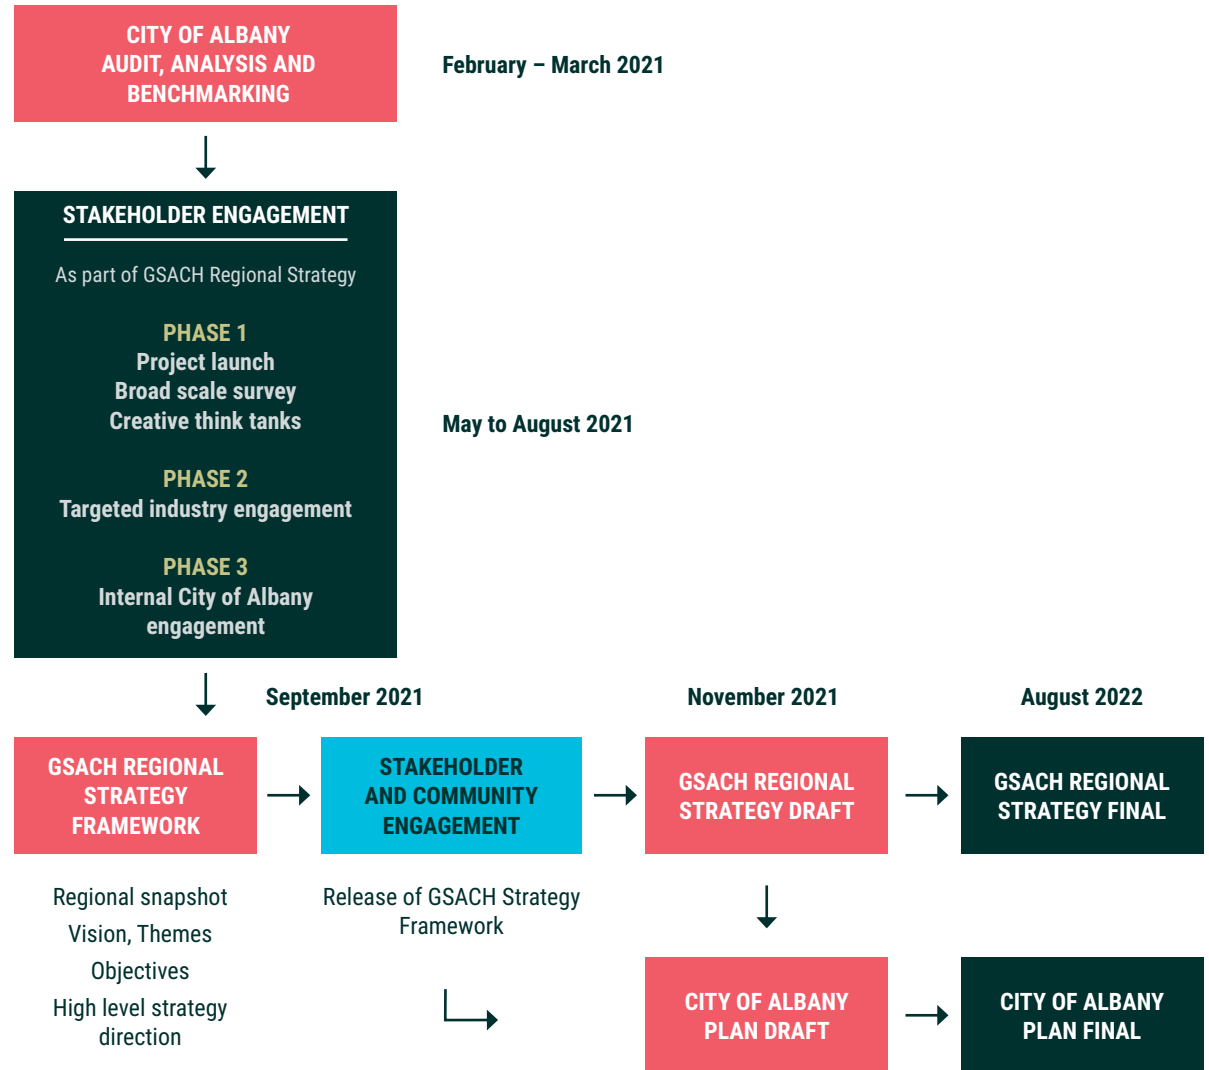 CITY OF ALBANY
AUDIT, ANALYSIS AND
BENCHMARKING
February – March 2021
STAKEHOLDER ENGAGEMENT
As part of GSACH Regional Strategy
PHASE 1
Project launch
Broad scale survey
Creative think tanks
May to August 2021
PHASE 2
Targeted industry engagement
PHASE 3
Internal City of Albany
engagement
September 2021
November 2021
August 2022
GSACH REGIONAL
STRATEGY
FRAMEWORK
STAKEHOLDER
AND COMMUNITY
ENGAGEMENT
GSACH REGIONAL
STRATEGY DRAFT
GSACH REGIONAL
STRATEGY FINAL
Regional snapshot
Vision, Themes
Objectives
High level strategy
direction
Release of GSACH Strategy
Framework
CITY OF ALBANY
PLAN DRAFT
CITY OF ALBANY
PLAN FINAL